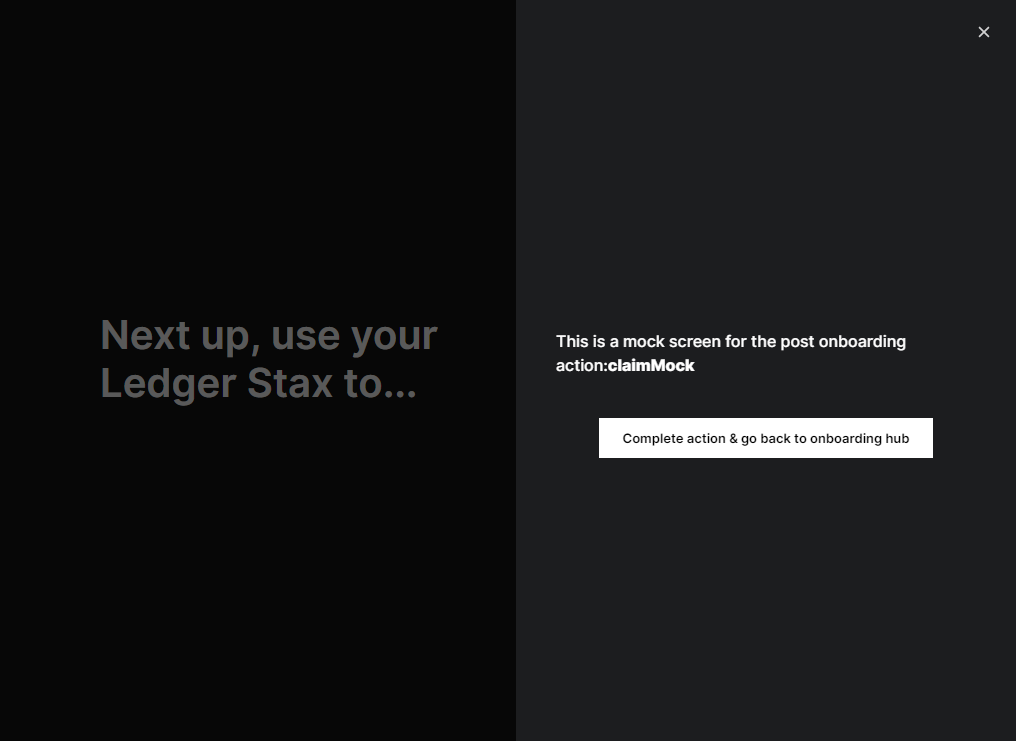 Next up, use your
Ledger Stax to...
This is a mock screen for the post onboarding
action:claimMock
Complete action & go back to onboarding hub